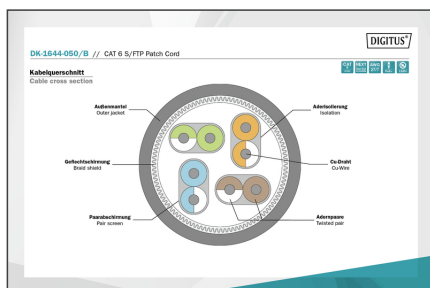 DIGITUS®
DK-1644-050/B // CAT 6 S/FTP Patch Cord
Kabelquerschnitt
Cable cross section
Außenmantel
Outer jacket
Aderisolierung
Isolation
Geflechtschirmung
Braid shield
Cu-Draht
Cu-Wire
Paarabschirmung
Pair screen
Adernpaare
Twisted pair